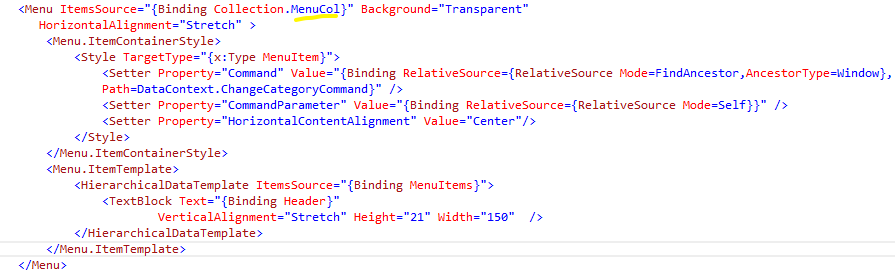 <Menu ItemsSource="{Binding Collection.MenuCol}" Background="Transparent"
HorizontalAlignment="Stretch" >
<Menu.ItemContainerStyle>
<Style TargetType="{x:Type MenuItem}">
<Setter Property="Command" Value="{Binding RelativeSource={RelativeSource Mode=FindAncestor,AncestorType=Window},
Path=DataContext.ChangeCategoryCommand}" />
<Setter Property="CommandParameter" Value="{Binding RelativeSource={RelativeSource Mode=Self}}" />
<Setter Property="HorizontalContentAlignment" Value="Center"/>
</Style>
</Menu.ItemContainerStyle>
<Menu.ItemTemplate>
<HierarchicalDataTemplate ItemsSource="{Binding MenuItems}">
<TextBlock Text="{Binding Header}"
VerticalAlignment="Stretch" Height="21" Width="150"  />
</HierarchicalDataTemplate>
</Menu.ItemTemplate>
</Menu>